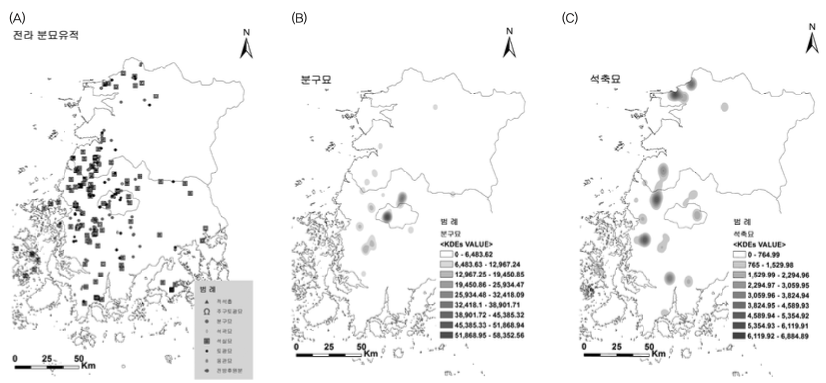 (A)
전라 분묘유적
N
범 례
주구토광묘
분구묘
석곽묘
석실묘
토광묘
옹관묘
전방후원분
0 25 50
Km
(B)
분구묘
N
범 례
분구묘
<KDEs VALUE>
0 - 6,483.62
6,483.63 - 12,967.24
12,967.25 - 19,450.85
19,450.86 - 25,934.47
25,934.48 - 32,418.09
32,418.1 - 38,901.71
38,901.72 - 45,385.32
45,385.33 - 51,868.94
51,868.95 - 58,352.56
0 25 50
Km
(C)
석축묘
N
범 례
석축묘
<KDEs VALUE>
0 - 764.99
765 - 1,529.98
1,529.99 - 2,294.96
2,294.97 - 3,059.95
3,059.96 - 3,824.94
3,824.95 - 4,589.93
4,589.94 - 5,354.92
5,354.93 - 6,119.91
6,119.92 - 6,884.89
0 25 50
Km